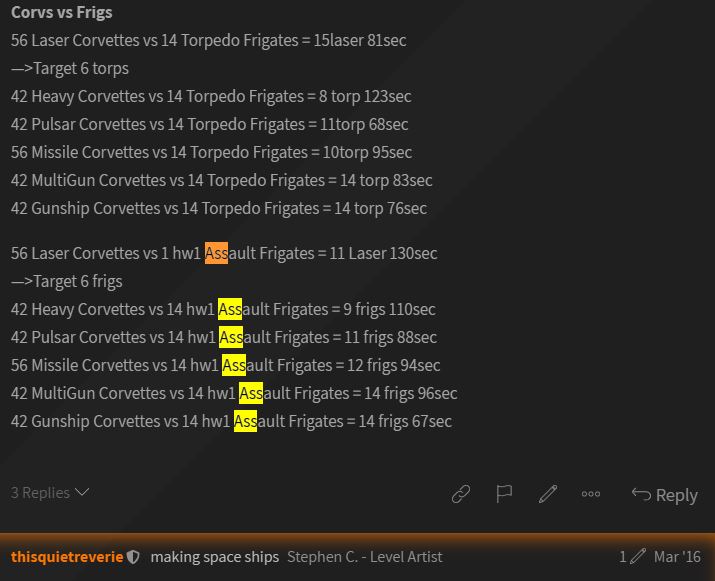 Corvs vs Frigs
56 Laser Corvettes vs 14 Torpedo Frigates = 15laser 81sec
—>Target 6 torps
42 Heavy Corvettes vs 14 Torpedo Frigates = 8 torp 123sec
42 Pulsar Corvettes vs 14 Torpedo Frigates = 11torp 68sec
56 Missile Corvettes vs 14 Torpedo Frigates = 10torp 95sec
42 MultiGun Corvettes vs 14 Torpedo Frigates = 14 torp 83sec
42 Gunship Corvettes vs 14 Torpedo Frigates = 14 torp 76sec
56 Laser Corvettes vs 1 hw1 Assault Frigates = 11 Laser 130sec
—>Target 6 frigs
42 Heavy Corvettes vs 14 hw1 Assault Frigates = 9 frigs 110sec
42 Pulsar Corvettes vs 14 hw1 Assault Frigates = 11 frigs 88sec
56 Missile Corvettes vs 14 hw1 Assault Frigates = 12 frigs 94sec
42 MultiGun Corvettes vs 14 hw1 Assault Frigates = 14 frigs 96sec
42 Gunship Corvettes vs 14 hw1 Assault Frigates = 14 frigs 67sec
3 Replies Reply
thisquietreverie making space ships Stephen C. - Level Artist 1 Mar '16